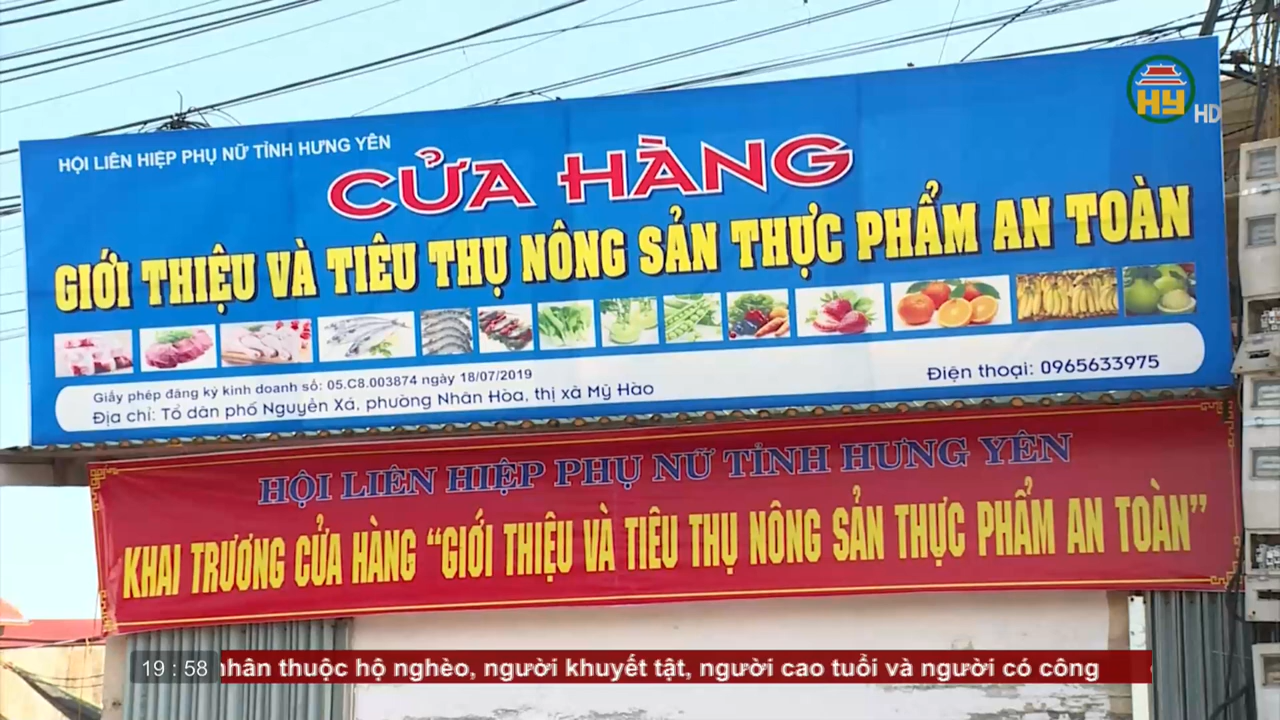 HY HD
HỘI LIÊN HIỆP PHỤ NỮ TỈNH HƯNG YÊN
CỬA HÀNG
GIỚI THIỆU VÀ TIÊU THỤ NÔNG SẢN THỰC PHẨM AN TOÀN
Giấy phép đăng ký kinh doanh số: 05.C8.003874 ngày 18/07/2019
Địa chỉ: Tổ dân phố Nguyễn Xá, phường Nhân Hòa, thị xã Mỹ Hào
Điện thoại: 0965633975
HỘI LIÊN HIỆP PHỤ NỮ TỈNH HƯNG YÊN
KHAI TRƯƠNG CỬA HÀNG “GIỚI THIỆU VÀ TIÊU THỤ NÔNG SẢN THỰC PHẨM AN TOÀN”
19 : 58 nhân thuộc hộ nghèo, người khuyết tật, người cao tuổi và người có công